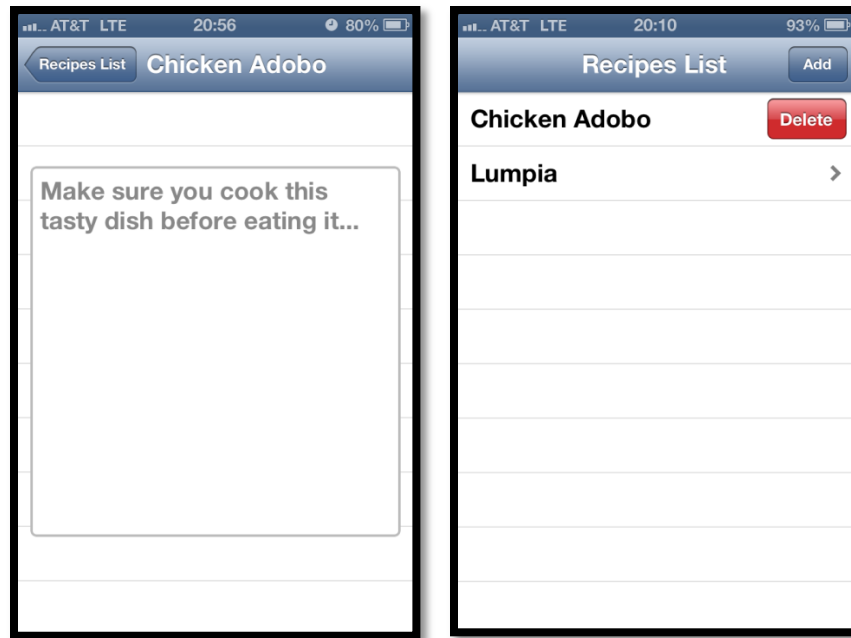 AT&T LTE 20:56 80%
Recipes List Chicken Adobo
Make sure you cook this
tasty dish before eating it...
AT&T LTE 20:10 93%
Recipes List Add
Chicken Adobo Delete
Lumpia